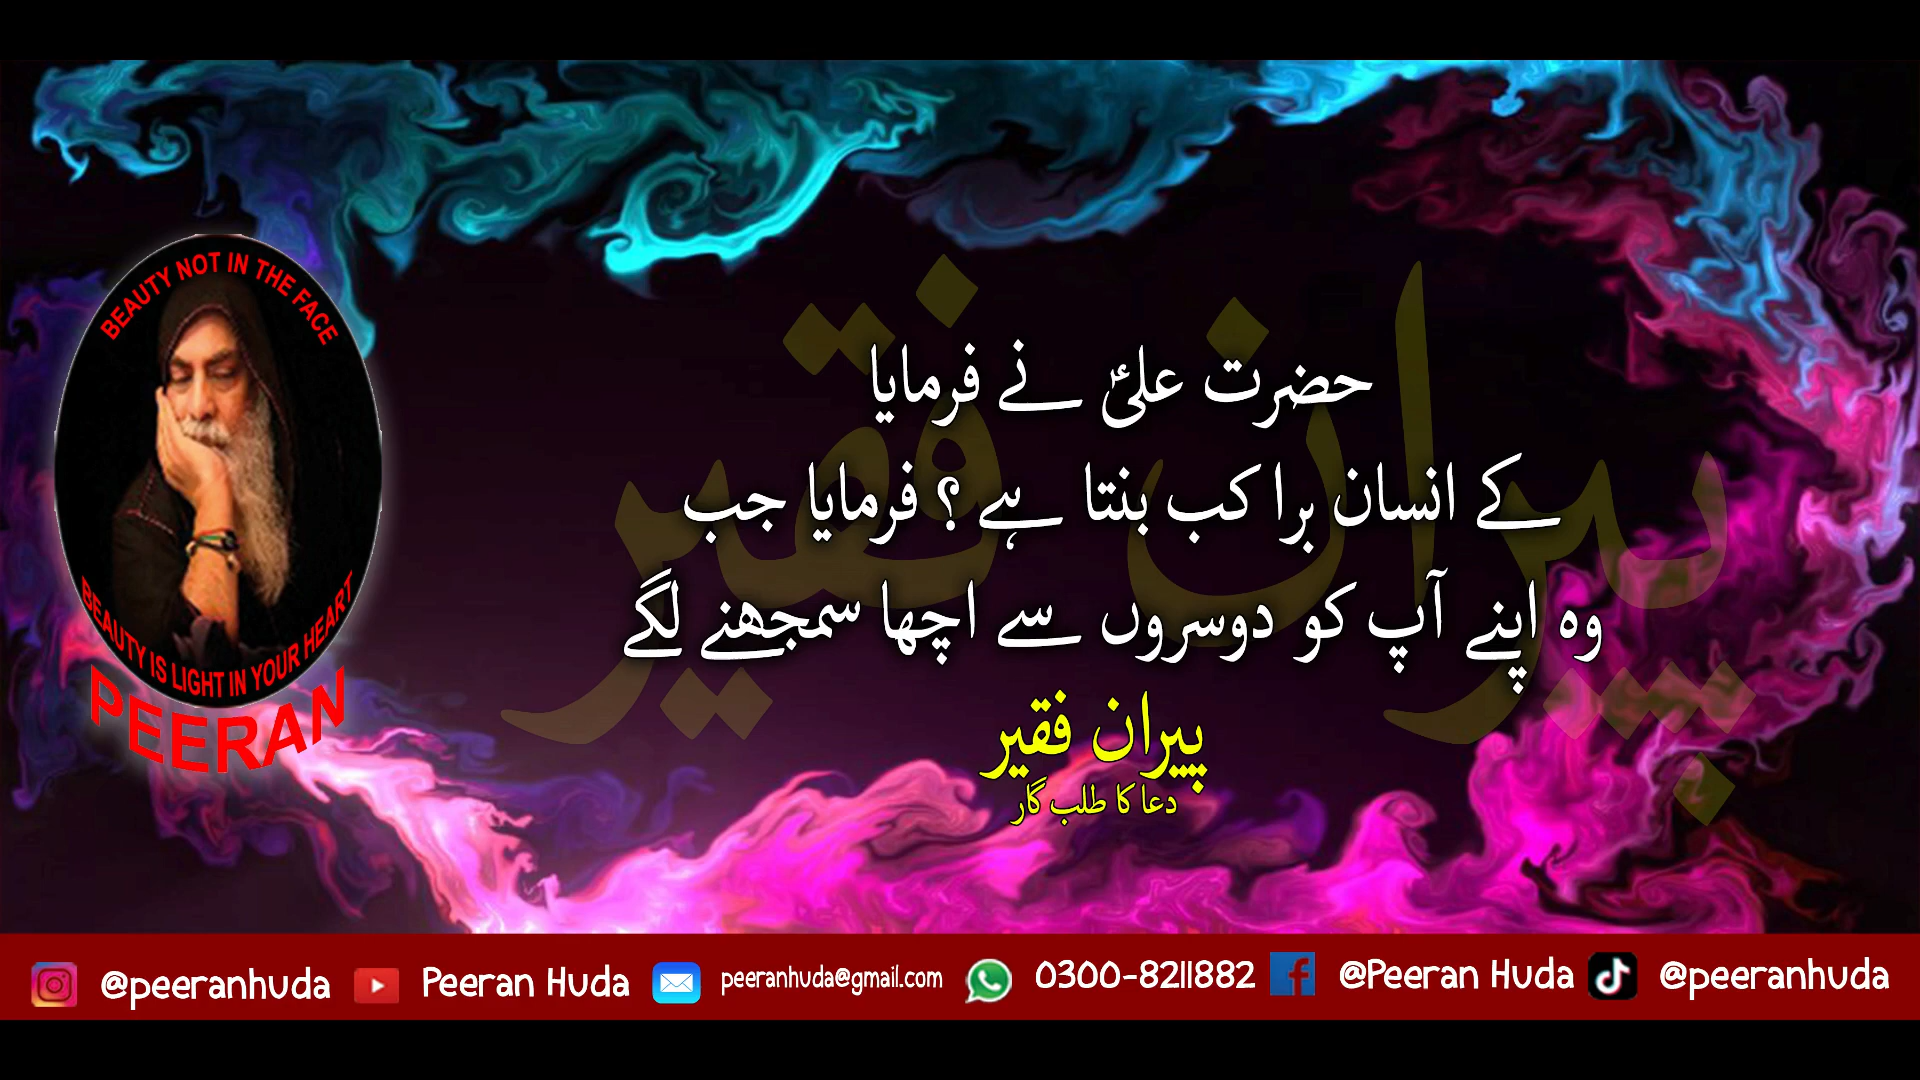 BEAUTY NOT IN THE FACE
BEAUTY IS LIGHT IN YOUR HEART
PEERAN
پیران فقیر
حضرت علیؑ نے فرمایا
کے انسان برا کب بنتا ہے ؟ فرمایا جب
وہ اپنے آپ کو دوسروں سے اچھا سمجھنے لگے
پیران فقیر
دعا کا طلب گار
@peeranhuda Peeran Huda peeranhuda@gmail.com 0300-8211882 @Peeran Huda @peeranhuda